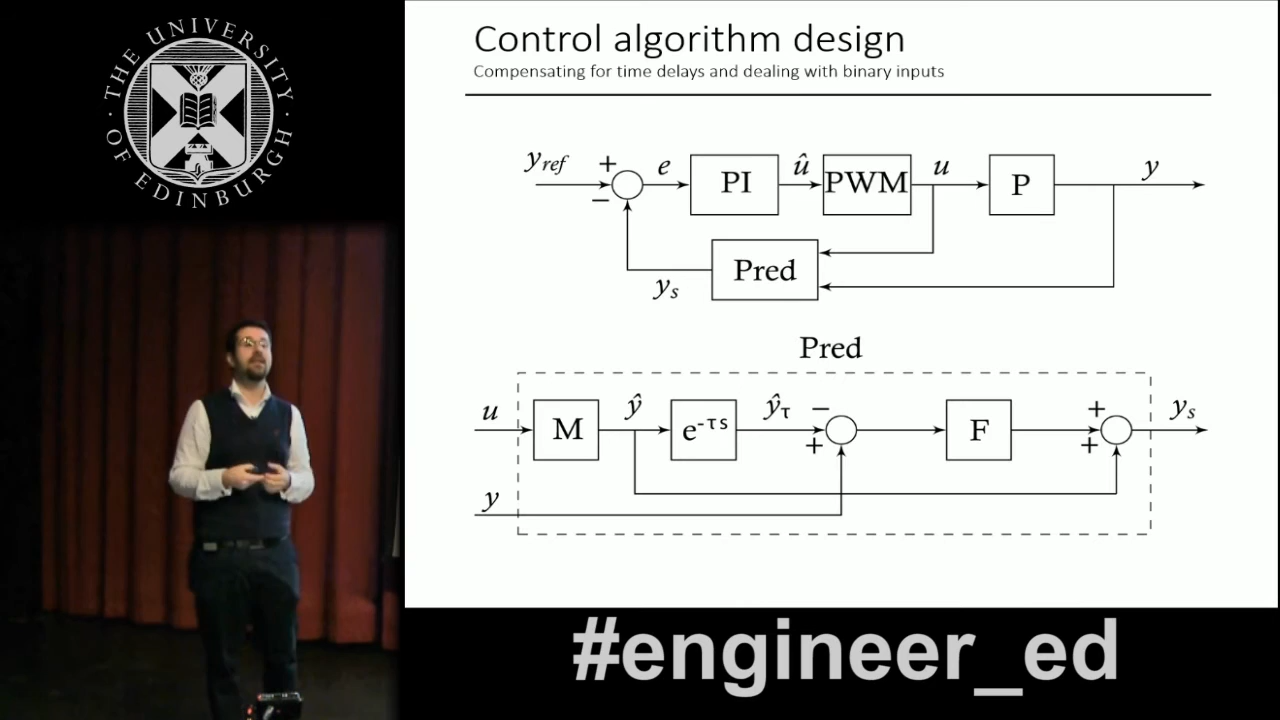 THE UNIVERSITY OF EDINBURGH
Control algorithm design
Compensating for time delays and dealing with binary inputs
y_ref + − e PI û PWM u P y
Pred y_s
Pred
u M ŷ e^-τs ŷ_τ − + F + + y_s
y
#engineer_ed